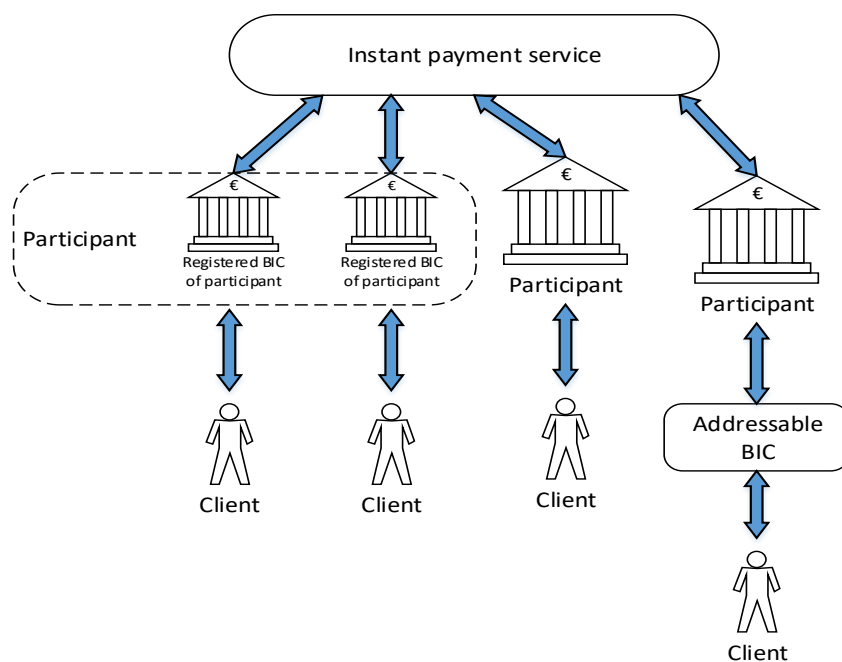 Instant payment service
€
€
€
€
Participant
Registered BIC
of participant
Registered BIC
of participant
Participant
Participant
Addressable
BIC
Client
Client
Client
Client